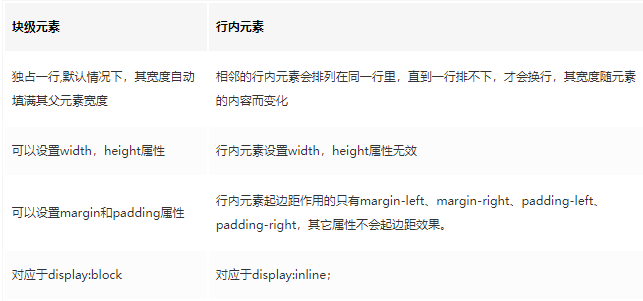 块级元素
行内元素
独占一行,默认情况下，其宽度自动
填满其父元素宽度
相邻的行内元素会排列在同一行里，直到一行排不下，才会换行，其宽度随元素
的内容而变化
可以设置width，height属性
行内元素设置width，height属性无效
可以设置margin和padding属性
行内元素起边距作用的只有margin-left、margin-right、padding-left、
padding-right，其它属性不会起边距效果。
对应于display:block
对应于display:inline；